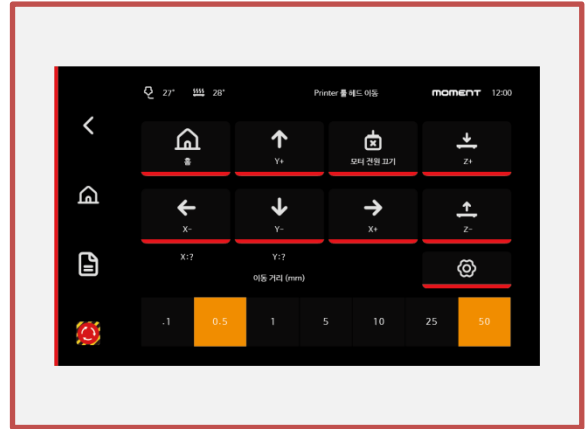 27° 28° Printer 툴 헤드 이동 moment 12:00
홈 Y+ 모터 전원 끄기 Z+
X- Y- X+ Z-
X:? Y:?
이동 거리 (mm)
.1 0.5 1 5 10 25 50